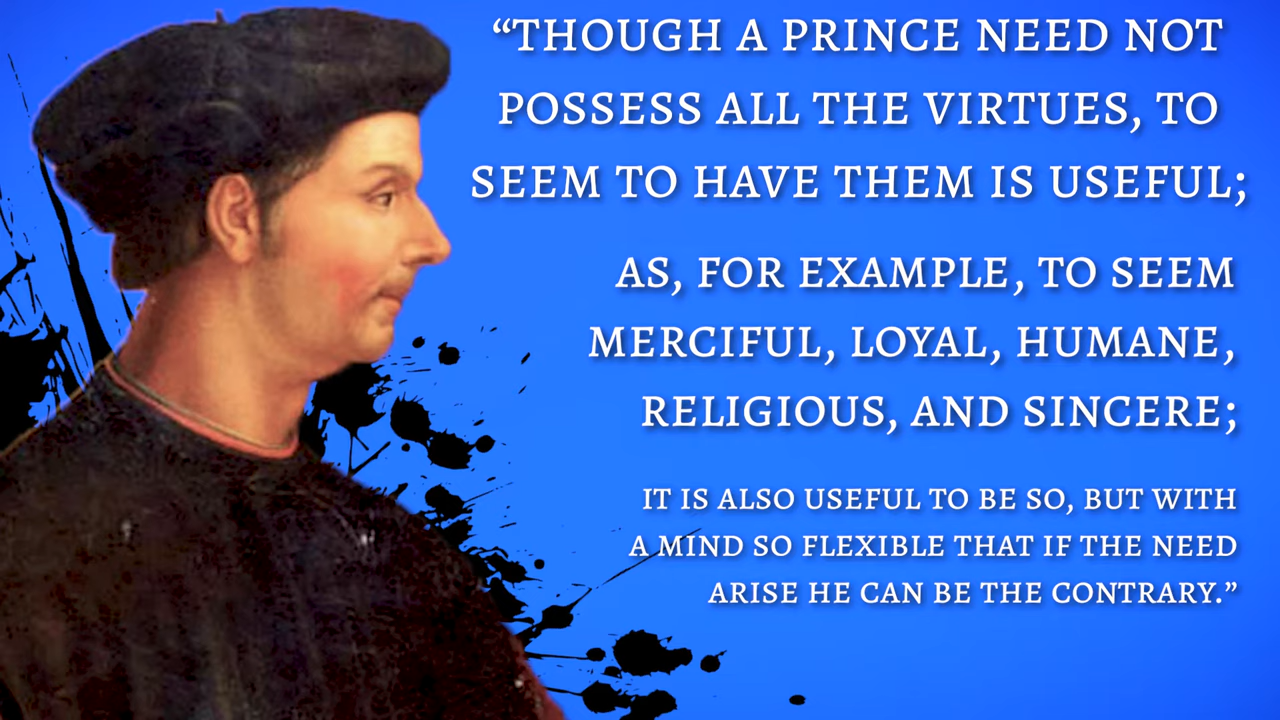 “THOUGH A PRINCE NEED NOT
POSSESS ALL THE VIRTUES, TO
SEEM TO HAVE THEM IS USEFUL;
AS, FOR EXAMPLE, TO SEEM
MERCIFUL, LOYAL, HUMANE,
RELIGIOUS, AND SINCERE;
IT IS ALSO USEFUL TO BE SO, BUT WITH
A MIND SO FLEXIBLE THAT IF THE NEED
ARISE HE CAN BE THE CONTRARY.”